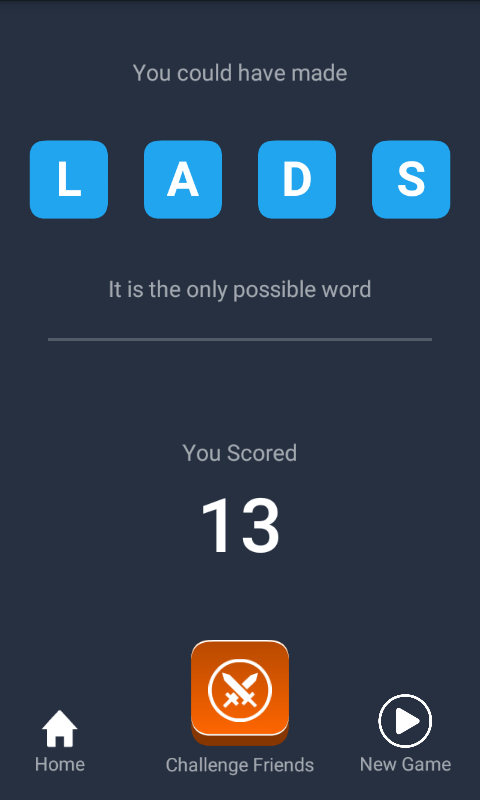 You could have made
L A D S
It is the only possible word
You Scored
13
Home
Challenge Friends
New Game